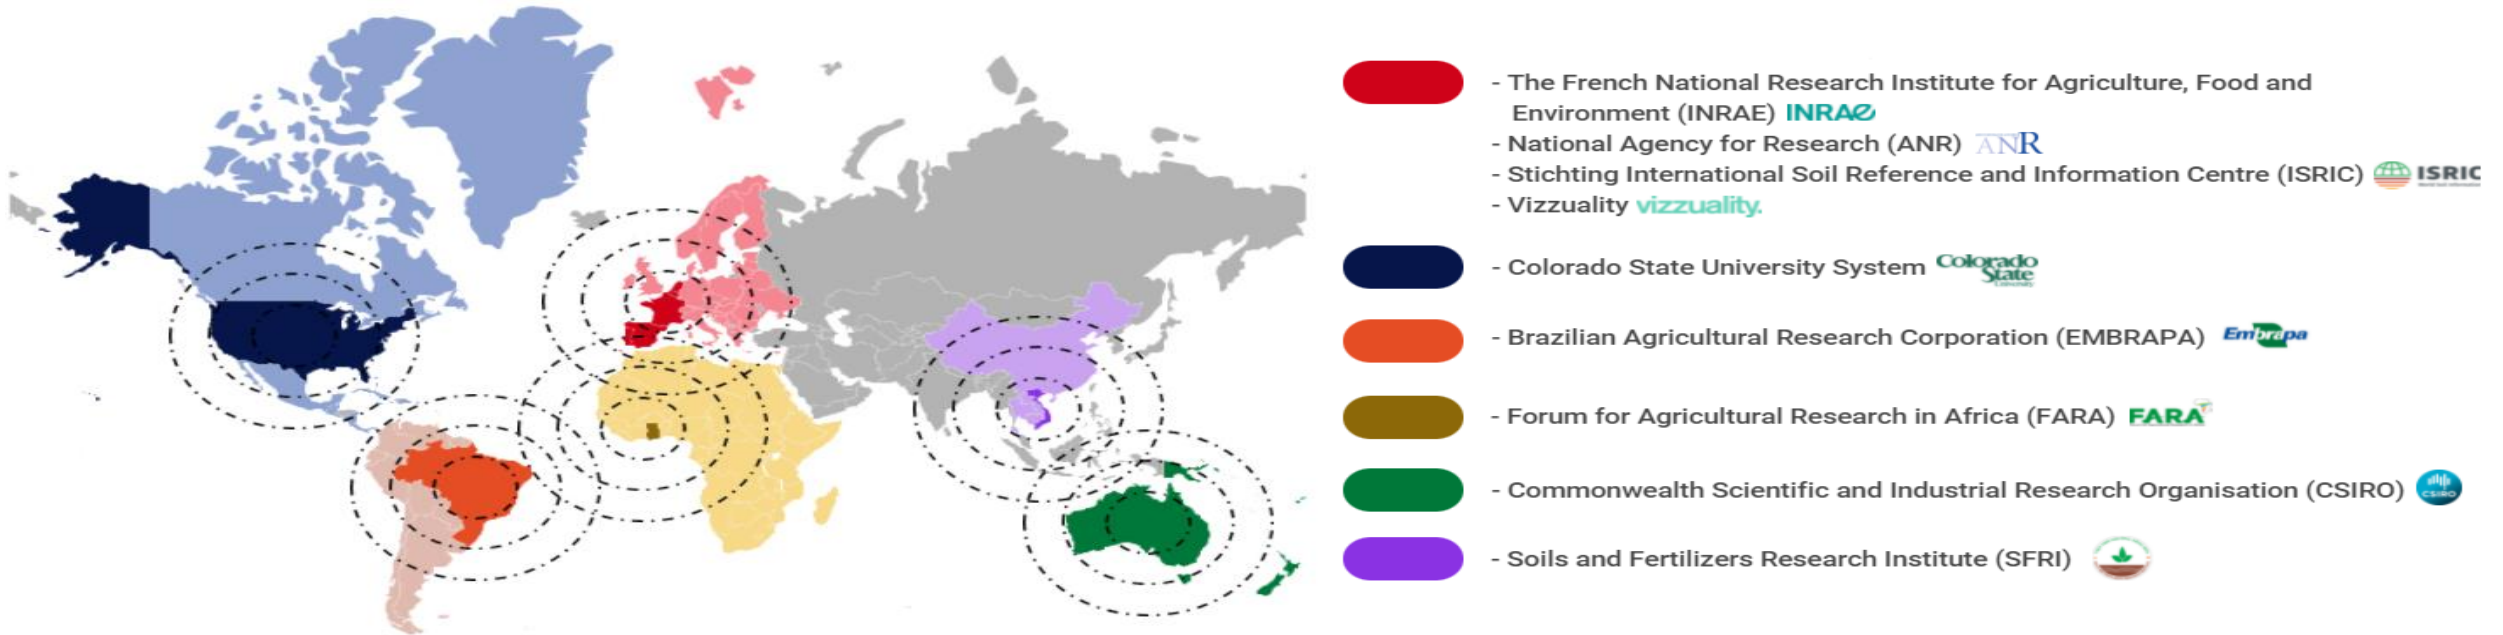 - The French National Research Institute for Agriculture, Food and
Environment (INRAE) INRAE
- National Agency for Research (ANR) ANR
- Stichting International Soil Reference and Information Centre (ISRIC) ISRIC
- Vizzuality vizzuality.
- Colorado State University System Colorado
State
University
- Brazilian Agricultural Research Corporation (EMBRAPA) Embrapa
- Forum for Agricultural Research in Africa (FARA) FARA
- Commonwealth Scientific and Industrial Research Organisation (CSIRO) CSIRO
- Soils and Fertilizers Research Institute (SFRI)